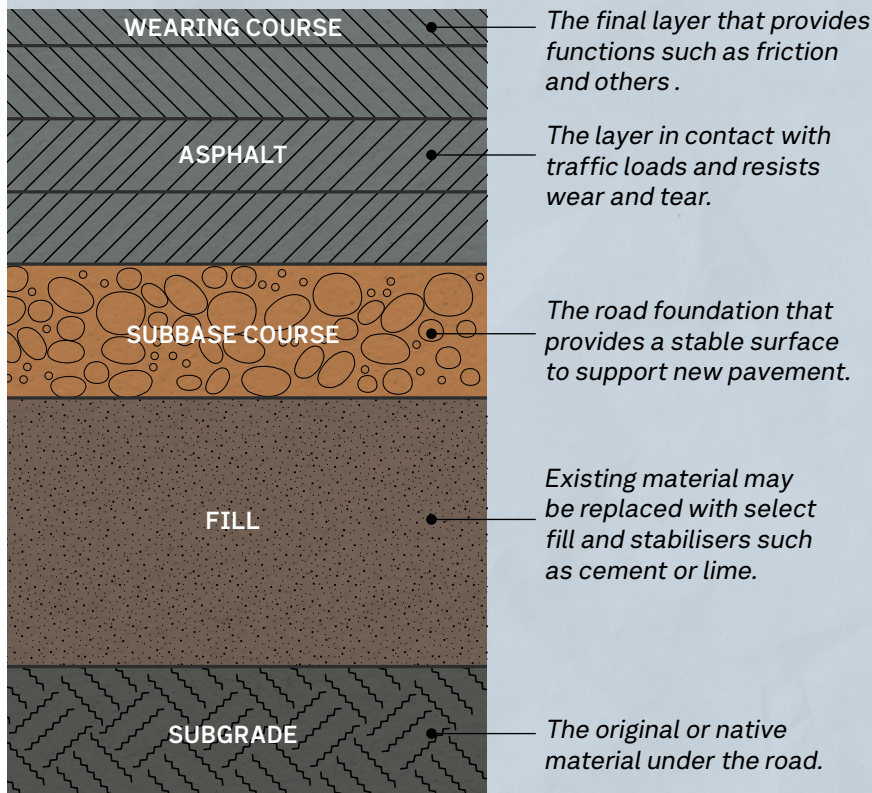 WEARING COURSE
The final layer that provides
functions such as friction
and others .
ASPHALT
The layer in contact with
traffic loads and resists
wear and tear.
SUBBASE COURSE
The road foundation that
provides a stable surface
to support new pavement.
FILL
Existing material may
be replaced with select
fill and stabilisers such
as cement or lime.
SUBGRADE
The original or native
material under the road.